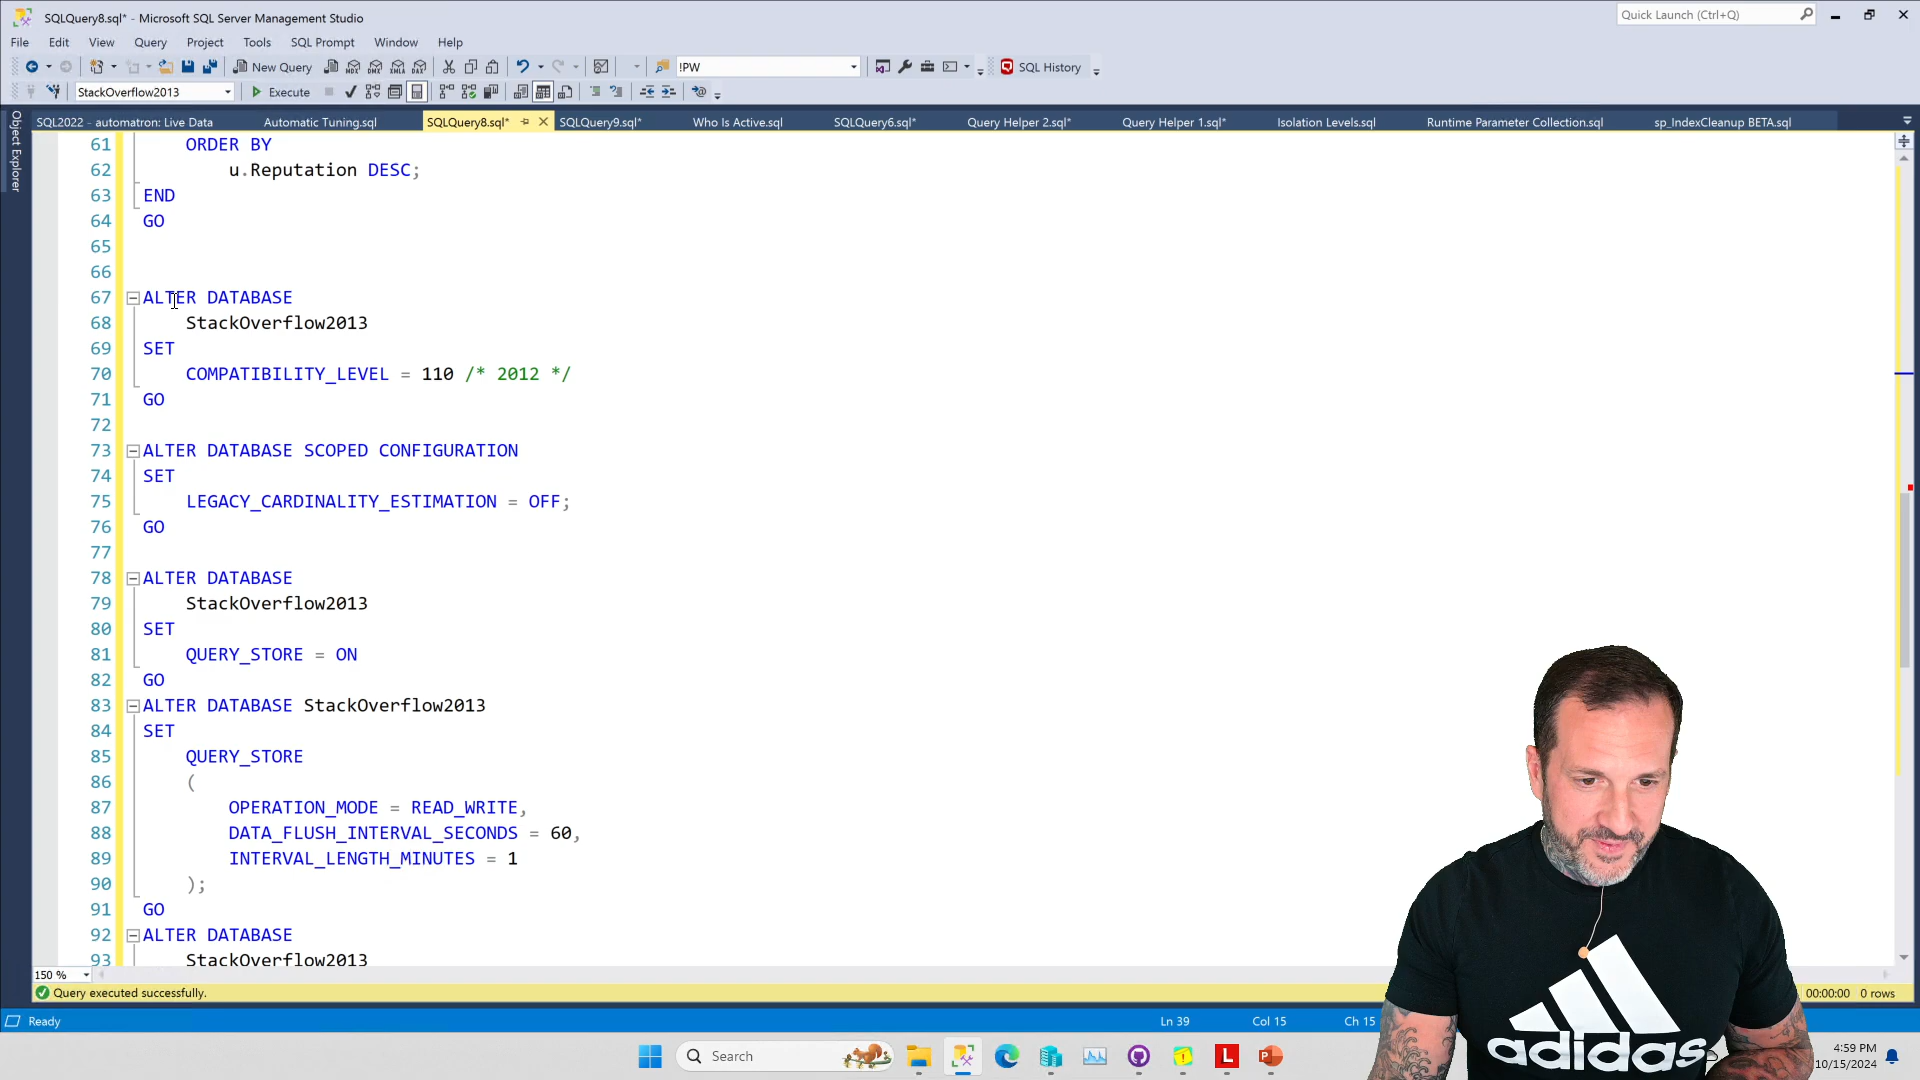 SQLQuery8.sql* - Microsoft SQL Server Management Studio
Quick Launch (Ctrl+Q)
File Edit View Query Project Tools SQL Prompt Window Help
New Query MDX DMX XMLA DAX !PW SQL History
StackOverflow2013 Execute
SQL2022 - automatron: Live Data Automatic Tuning.sql SQLQuery8.sql* SQLQuery9.sql* Who Is Active.sql SQLQuery6.sql* Query Helper 2.sql* Query Helper 1.sql* Isolation Levels.sql Runtime Parameter Collection.sql sp_IndexCleanup BETA.sql
Object Explorer
61 ORDER BY
62 u.Reputation DESC;
63 END
64 GO
65
66
67 ALTER DATABASE
68 StackOverflow2013
69 SET
70 COMPATIBILITY_LEVEL = 110 /* 2012 */
71 GO
72
73 ALTER DATABASE SCOPED CONFIGURATION
74 SET
75 LEGACY_CARDINALITY_ESTIMATION = OFF;
76 GO
77
78 ALTER DATABASE
79 StackOverflow2013
80 SET
81 QUERY_STORE = ON
82 GO
83 ALTER DATABASE StackOverflow2013
84 SET
85 QUERY_STORE
86 (
87 OPERATION_MODE = READ_WRITE,
88 DATA_FLUSH_INTERVAL_SECONDS = 60,
89 INTERVAL_LENGTH_MINUTES = 1
90 );
91 GO
92 ALTER DATABASE
93 StackOverflow2013
150 %
Query executed successfully. 00:00:00 0 rows
Ready Ln 39 Col 15 Ch 15
adidas
Search
L
4:59 PM
10/15/2024